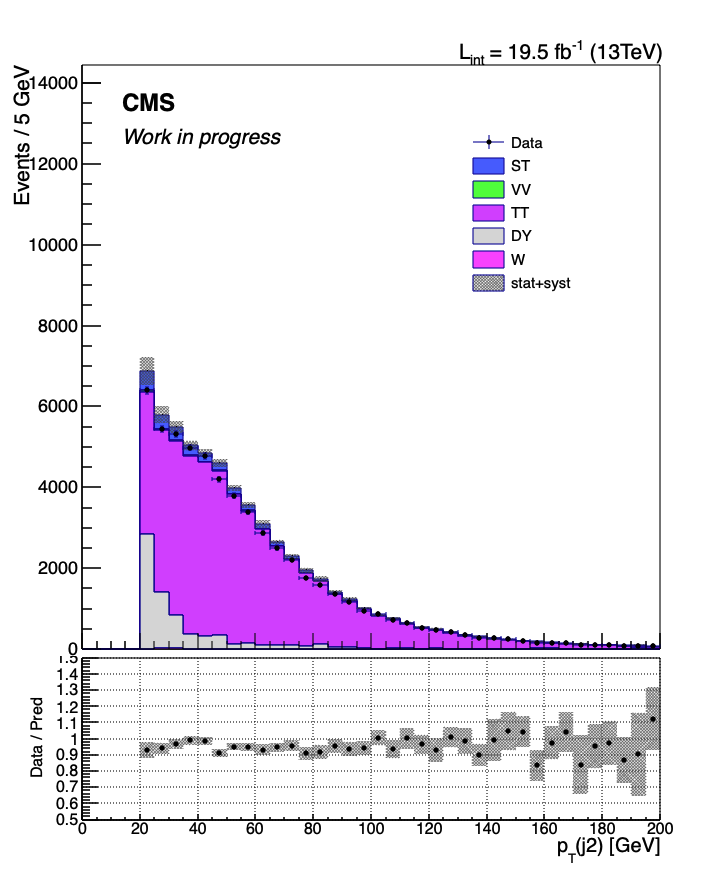 L_int = 19.5 fb⁻¹ (13TeV)
Events / 5 GeV
14000
12000
10000
8000
6000
4000
2000
0
CMS
Work in progress
Data
ST
VV
TT
DY
W
stat+syst
Data / Pred
1.5
1.4
1.3
1.2
1.1
1
0.9
0.8
0.7
0.6
0.5
0 20 40 60 80 100 120 140 160 180 200
p_T(j2) [GeV]